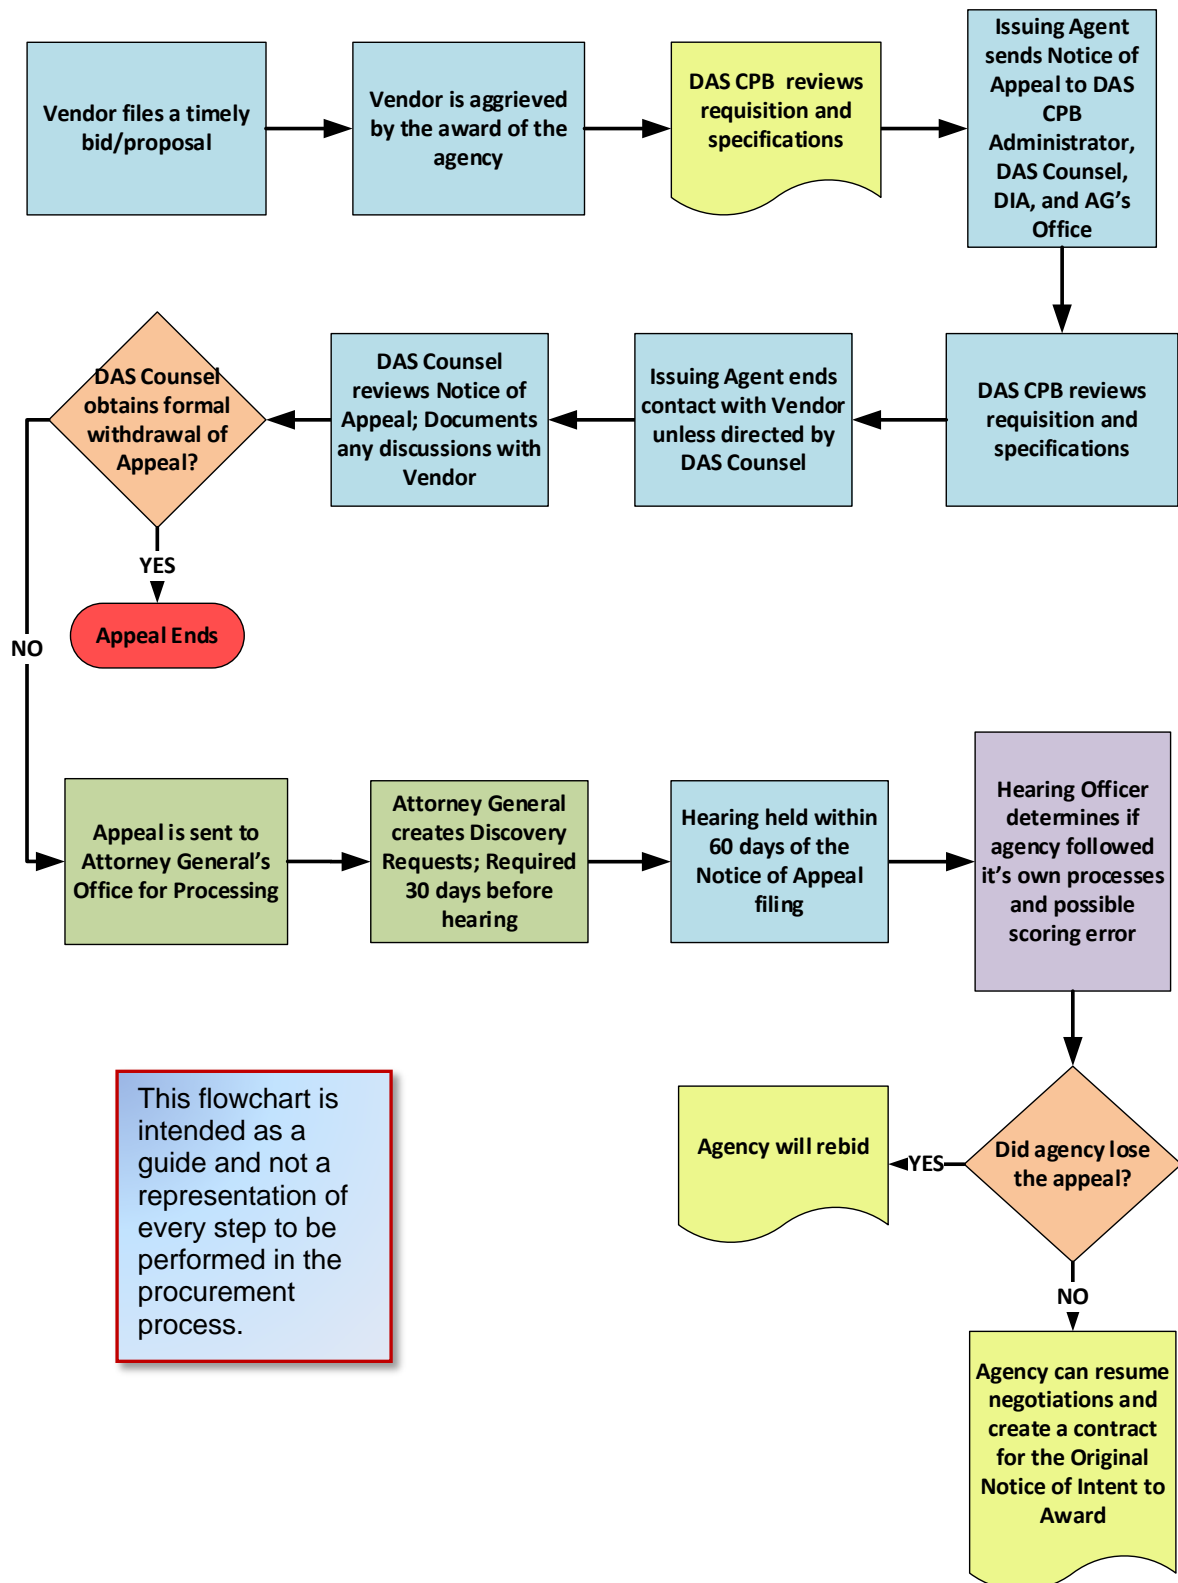 Vendor files a timely
bid/proposal
Vendor is aggrieved
by the award of the
agency
DAS CPB  reviews
requisition and
specifications
Issuing Agent
sends Notice of
Appeal to DAS
CPB
Administrator,
DAS Counsel,
DIA, and AG’s
Office
DAS CPB reviews
requisition and
specifications
Issuing Agent ends
contact with Vendor
unless directed by
DAS Counsel
DAS Counsel
reviews Notice of
Appeal; Documents
any discussions with
Vendor
DAS Counsel
obtains formal
withdrawal of
Appeal?
YES
Appeal Ends
NO
Appeal is sent to
Attorney General’s
Office for Processing
Attorney General
creates Discovery
Requests; Required
30 days before
hearing
Hearing held within
60 days of the
Notice of Appeal
filing
Hearing Officer
determines if
agency followed
it’s own processes
and possible
scoring error
Did agency lose
the appeal?
YES
Agency will rebid
NO
Agency can resume
negotiations and
create a contract
for the Original
Notice of Intent to
Award
This flowchart is
intended as a
guide and not a
representation of
every step to be
performed in the
procurement
process.